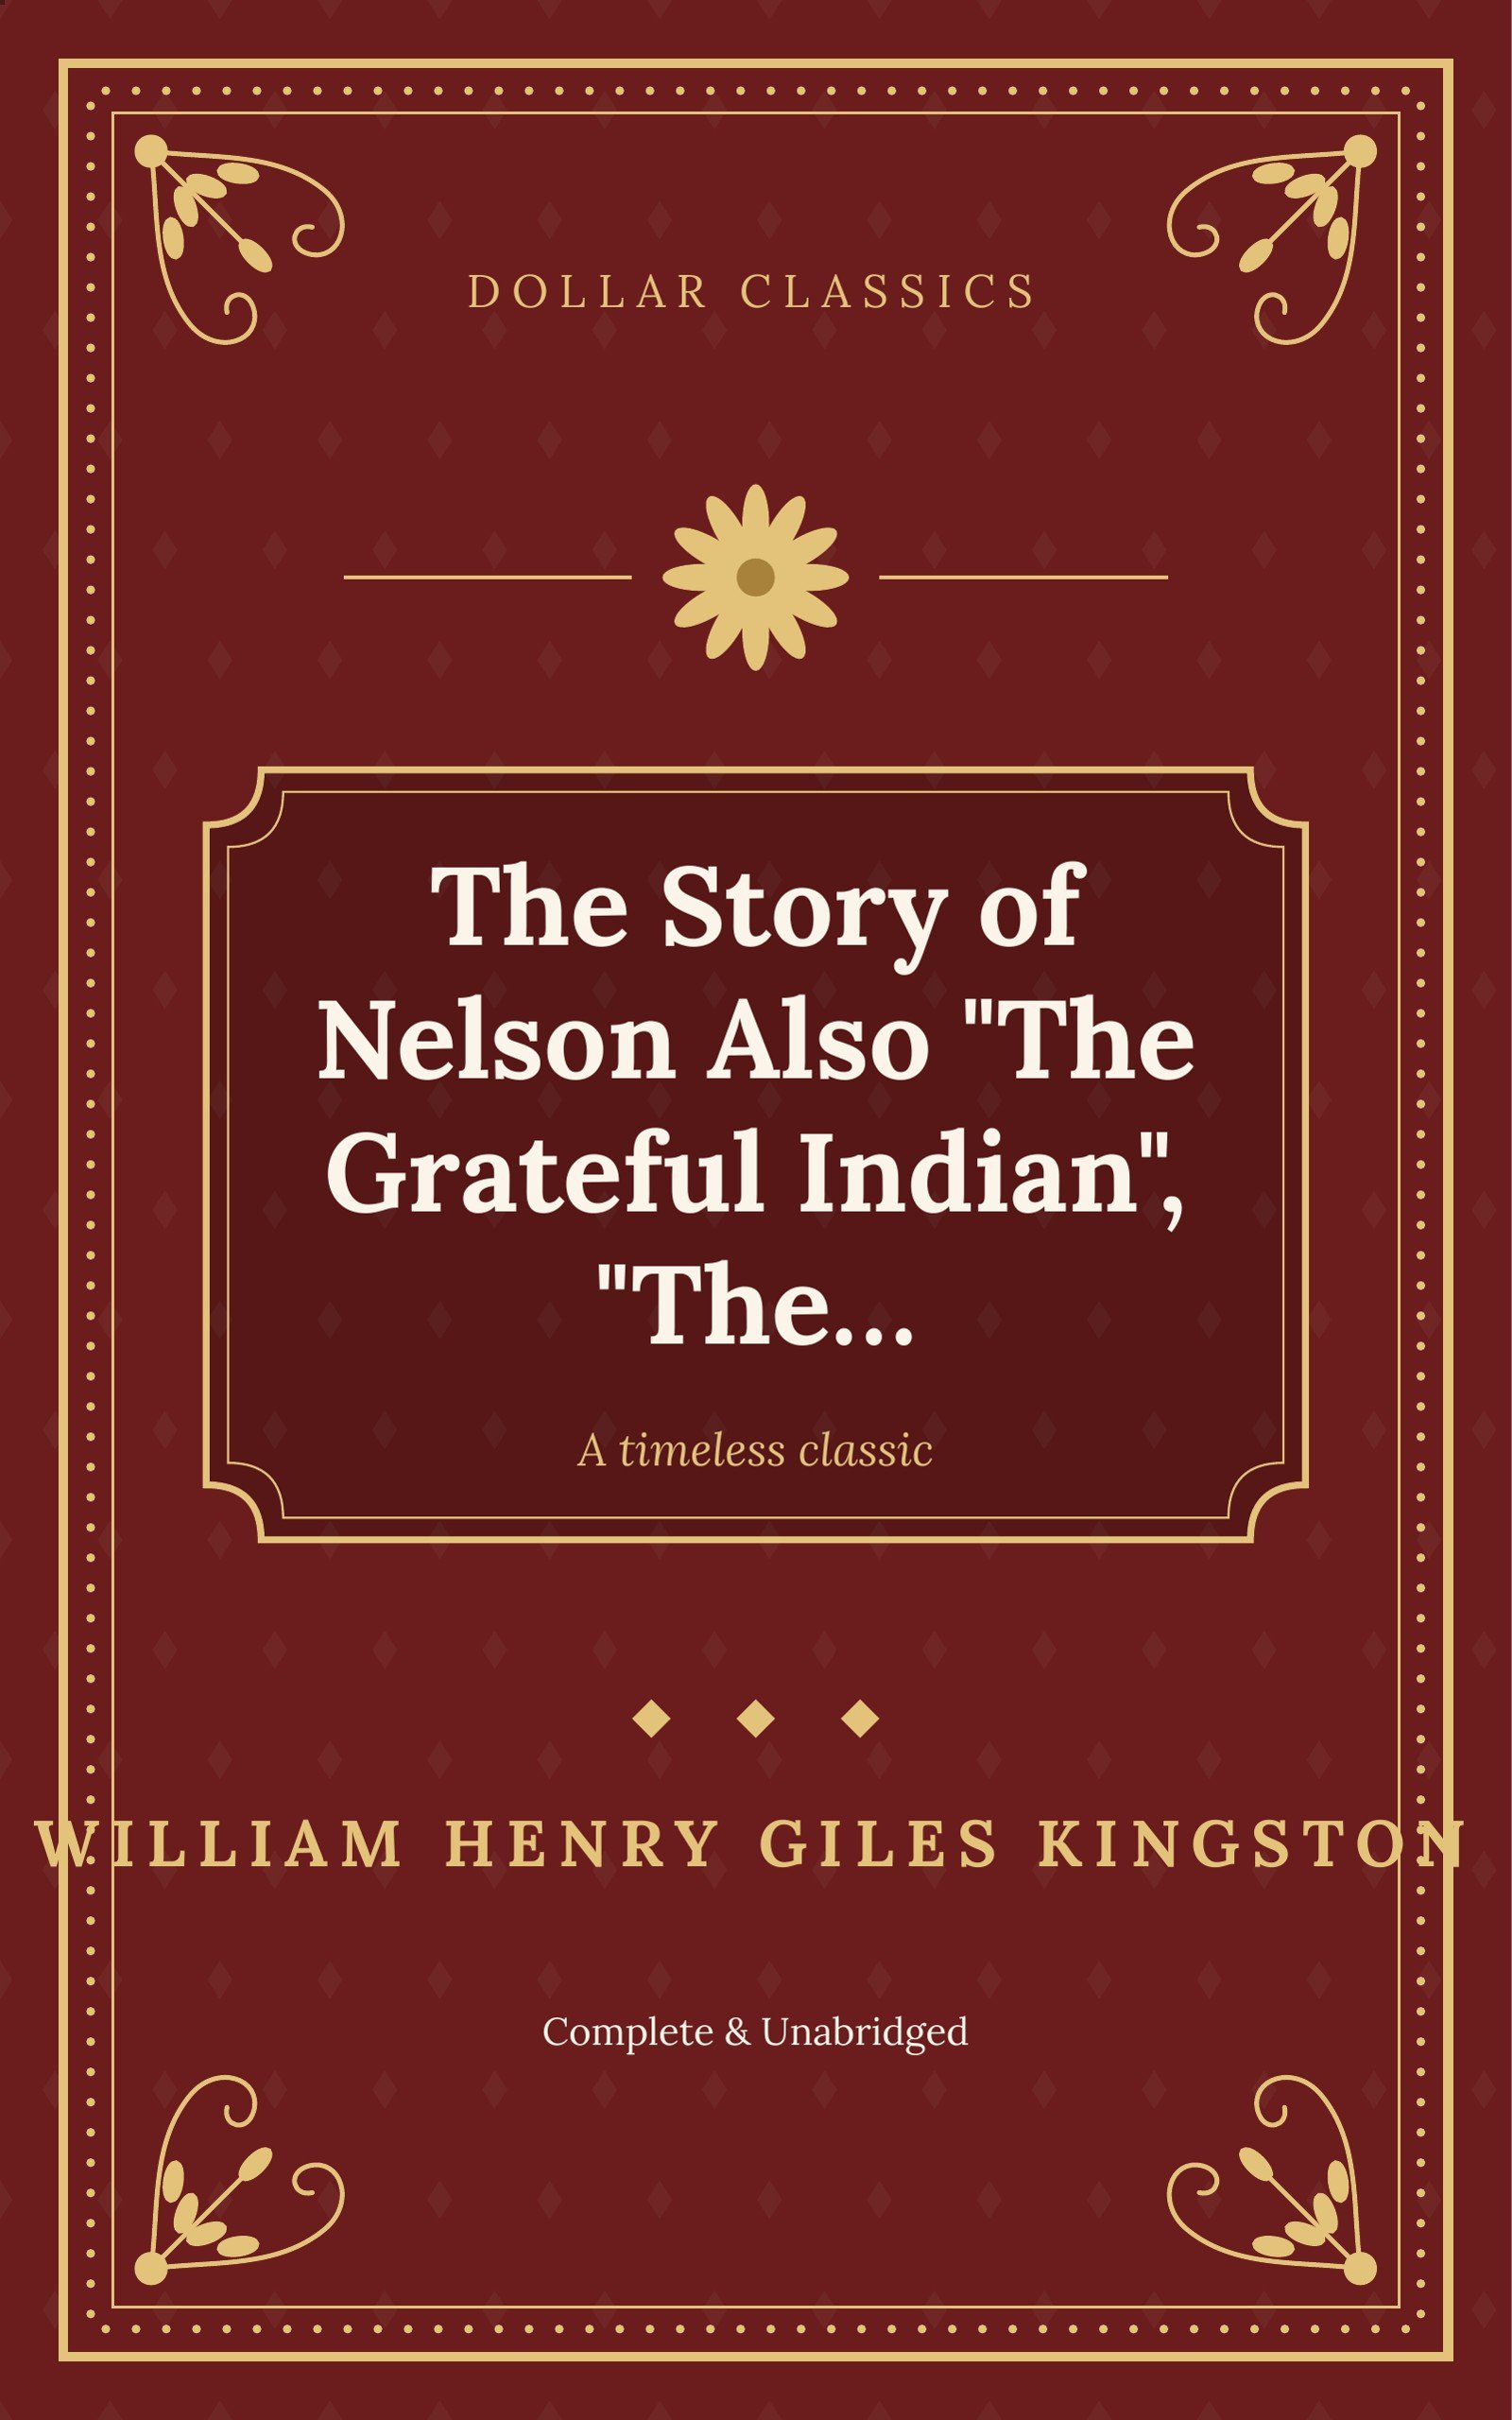 DOLLAR CLASSICS
The Story of
Nelson Also "The
Grateful Indian",
"The...
A timeless classic
WILLIAM HENRY GILES KINGSTON
Complete & Unabridged